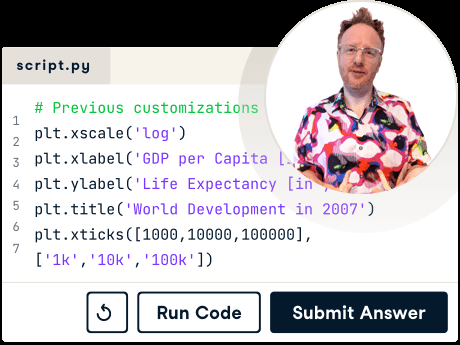 script.py
# Previous customizations
1
plt.xscale('log')
2
plt.xlabel('GDP per Capita [
3
plt.ylabel('Life Expectancy [in
4
plt.title('World Development in 2007')
5
plt.xticks([1000,10000,100000],
6
['1k','10k','100k'])
7
Run Code
Submit Answer